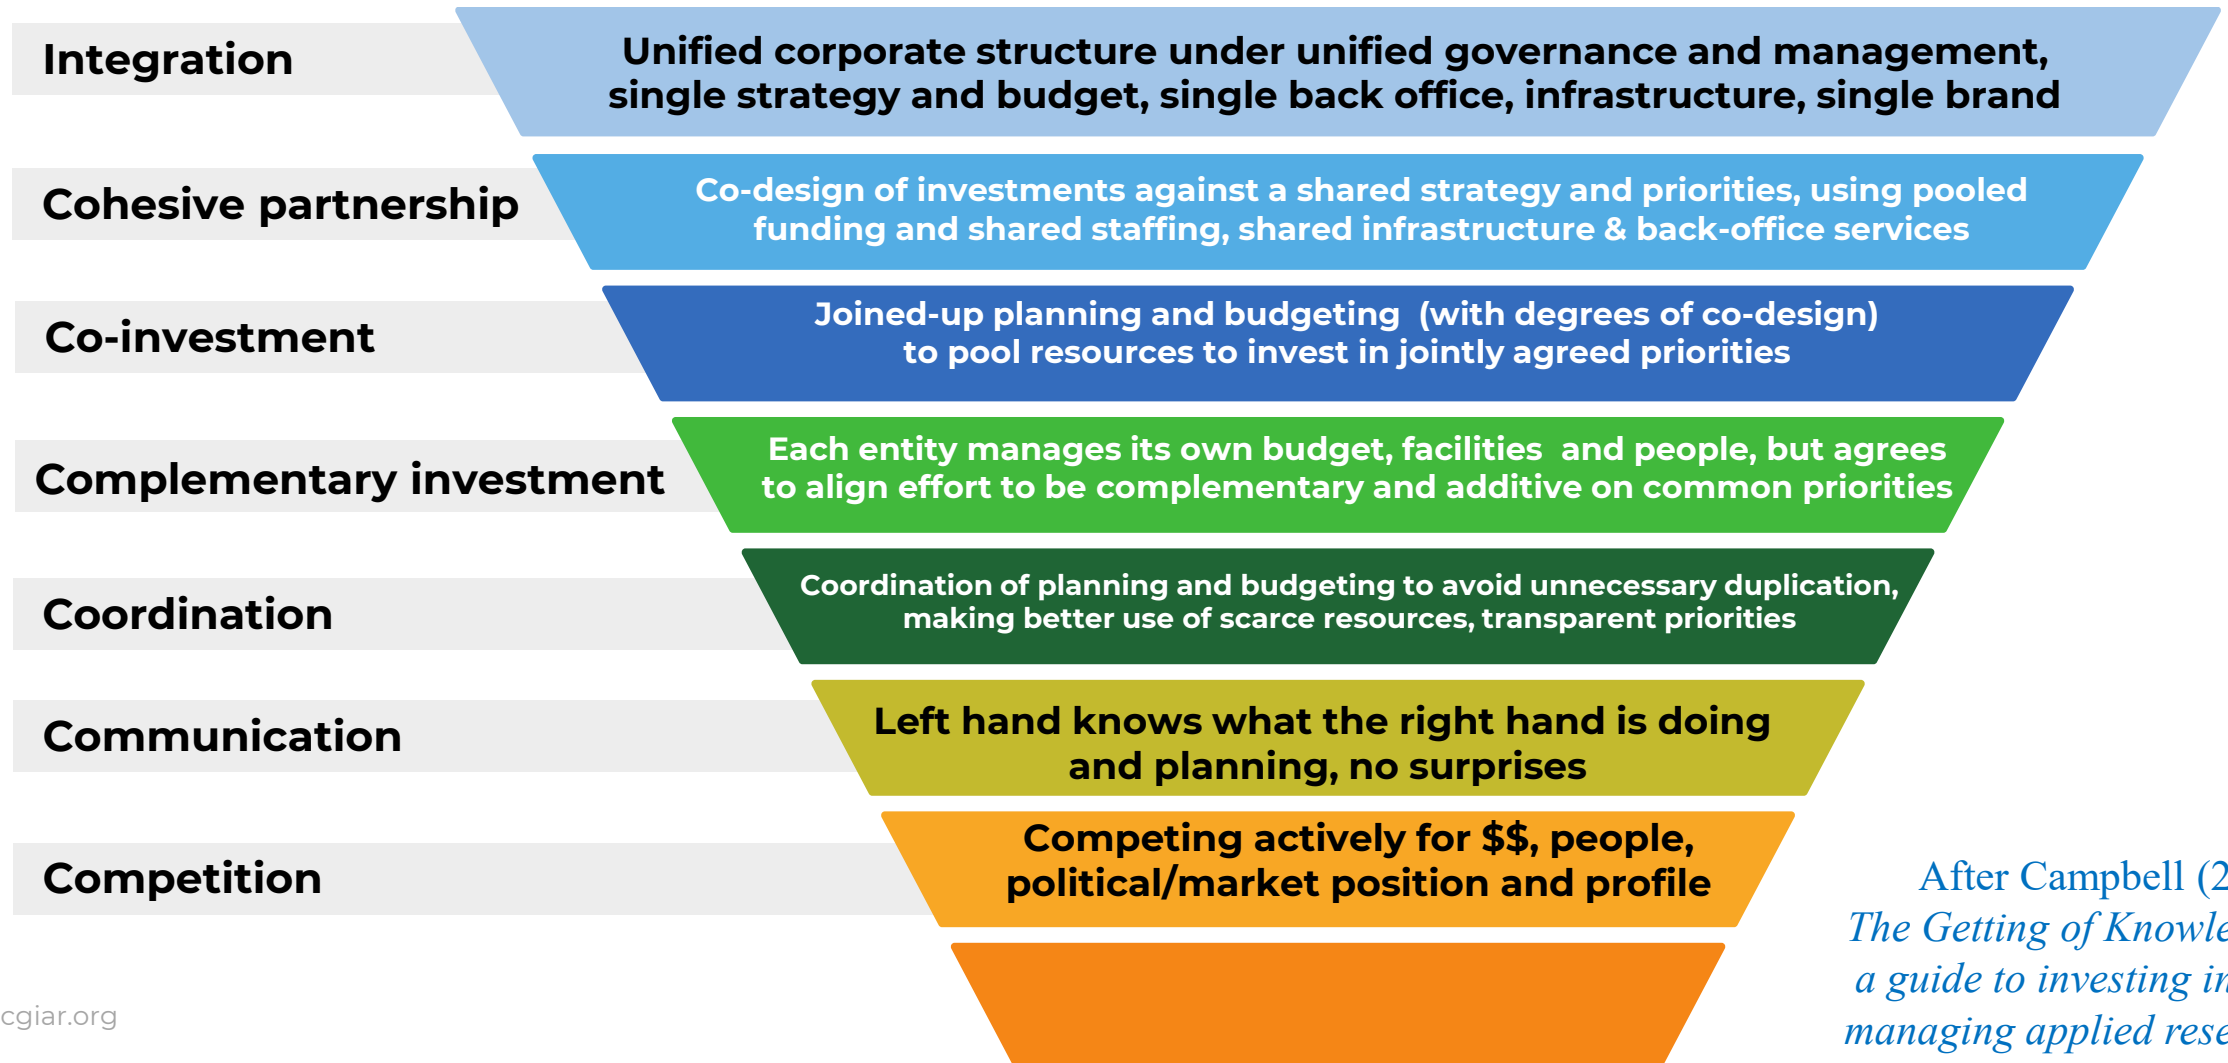 Integration
Unified corporate structure under unified governance and management,
single strategy and budget, single back office, infrastructure, single brand
Cohesive partnership
Co-design of investments against a shared strategy and priorities, using pooled
funding and shared staffing, shared infrastructure & back-office services
Co-investment
Joined-up planning and budgeting (with degrees of co-design)
to pool resources to invest in jointly agreed priorities
Complementary investment
Each entity manages its own budget, facilities and people, but agrees
to align effort to be complementary and additive on common priorities
Coordination
Coordination of planning and budgeting to avoid unnecessary duplication,
making better use of scarce resources, transparent priorities
Communication
Left hand knows what the right hand is doing
and planning, no surprises
Competition
Competing actively for $$, people,
political/market position and profile
After Campbell (2
The Getting of Knowle
a guide to investing in
managing applied rese
cgiar.org